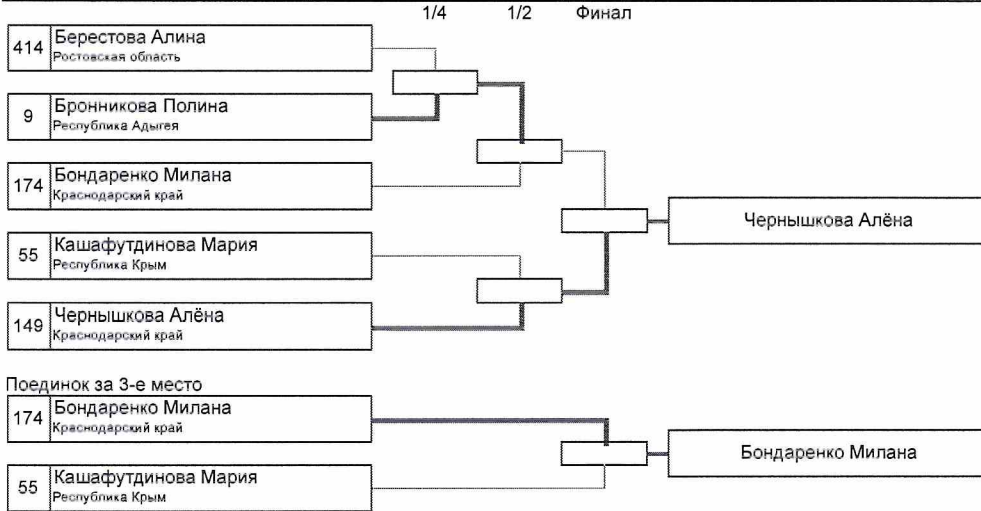 1/4 1/2 Финал
414 Берестова Алина
Ростовская область
9 Бронникова Полина
Республика Адыгея
174 Бондаренко Милана
Краснодарский край
Чернышкова Алёна
55 Кашафутдинова Мария
Республика Крым
149 Чернышкова Алёна
Краснодарский край
Поединок за 3-е место
174 Бондаренко Милана
Краснодарский край
Бондаренко Милана
55 Кашафутдинова Мария
Республика Крым